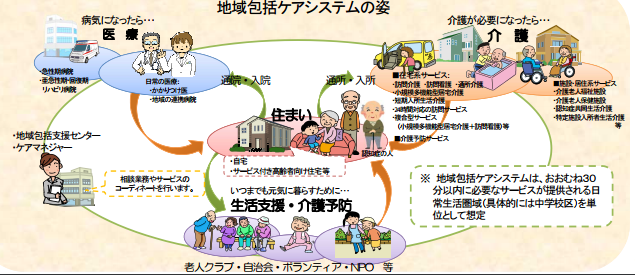 地域包括ケアシステムの姿
病気になったら･･･
医 療
介護が必要になったら･･･
介 護
・急性期病院
・亜急性期・回復期
リハビリ病院
日常の医療：
・かかりつけ医
・地域の連携病院
通院・入院
通所・入所
■在宅系サービス：
・訪問介護 ・訪問看護 ・通所介護
・小規模多機能型居宅介護
・短期入所生活介護
・24時間対応の訪問サービス
・複合型サービス
（小規模多機能型居宅介護＋訪問看護）等
■介護予防サービス
■施設・居住系サービス
・介護老人福祉施設
・介護老人保健施設
・認知症共同生活介護
・特定施設入所者生活介護
等
住まい
認知症の人
・自宅
・サービス付き高齢者向け住宅 等
・地域包括支援センター
・ケアマネジャー
相談業務やサービスの
コーディネートを行います。
いつまでも元気に暮らすために･･･
生活支援・介護予防
老人クラブ・自治会・ボランティア・NPO 等
※ 地域包括ケアシステムは、おおむね30
分以内に必要なサービスが提供される日
常生活圏域（具体的には中学校区）を単
位として想定